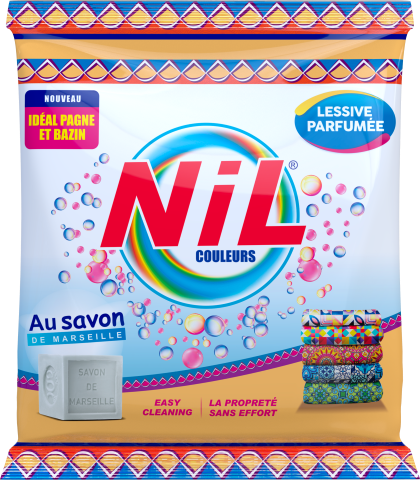 NOUVEAU
IDÉAL PAGNE
ET BAZIN
LESSIVE
PARFUMÉE
NiL®
COULEURS
Au savon
DE MARSEILLE
SAVON
DE
MARSEILLE
EASY
CLEANING
LA PROPRETÉ
SANS EFFORT